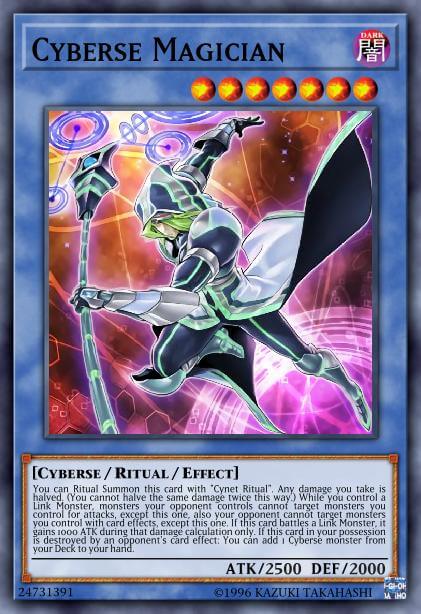 Cyberse Magician
DARK
闇
[Cyberse / Ritual / Effect]
You can Ritual Summon this card with "Cynet Ritual". Any damage you take is
halved. (You cannot halve the same damage twice this way.) While you control a
Link Monster, monsters your opponent controls cannot target monsters you
control for attacks, except this one, also your opponent cannot target monsters
you control with card effects, except this one. If this card battles a Link Monster, it
gains 1000 ATK during that damage calculation only. If this card in your possession
is destroyed by an opponent's card effect: You can add 1 Cyberse monster from
your Deck to your hand.
ATK/2500 DEF/2000
24731391
©1996 KAZUKI TAKAHASHI